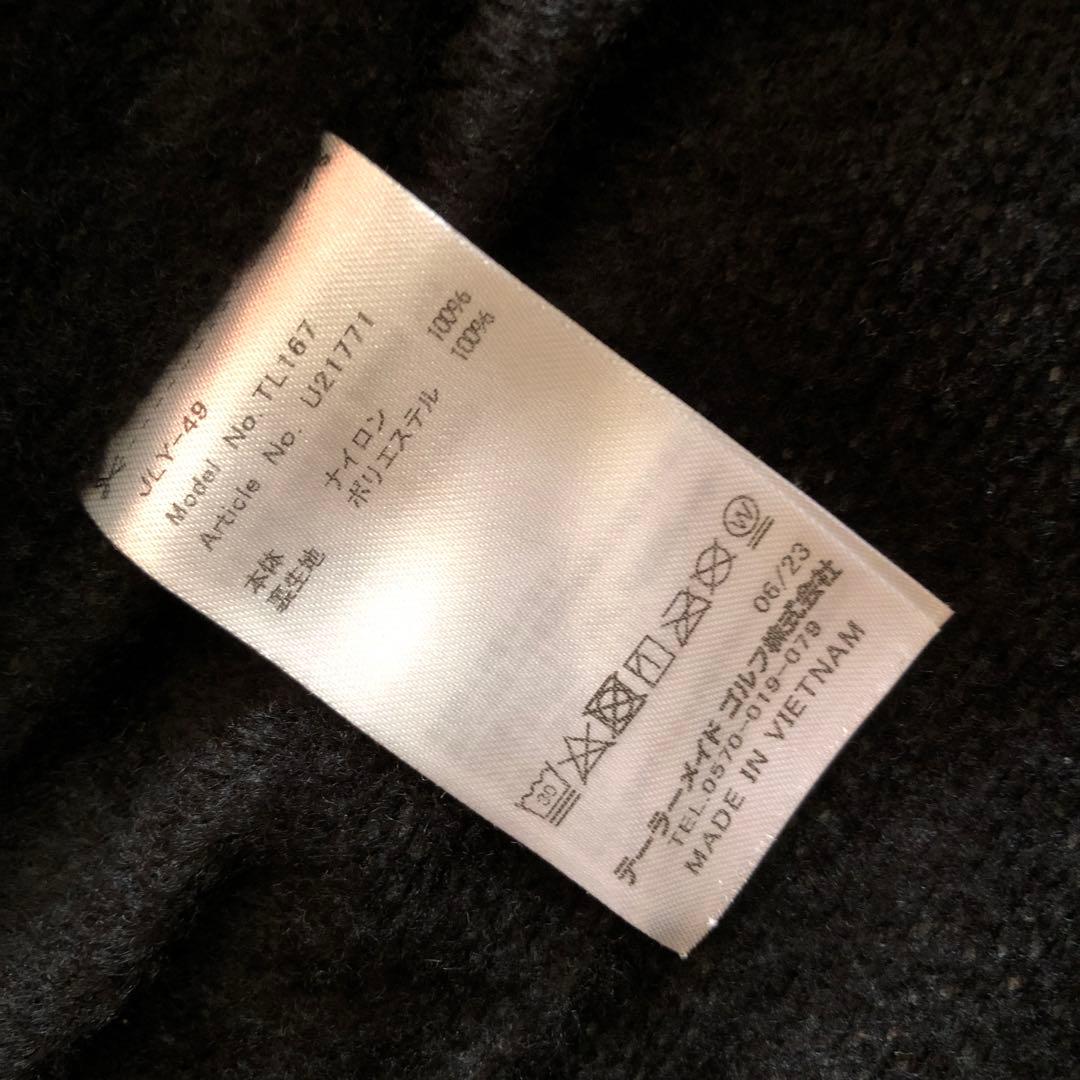 JLY-49
Model No. TL167
Article No. U21771
本体 ナイロン 100%
裏生地 ポリエステル 100%
30
W
06/23
テーラーメイド ゴルフ株式会社
TEL.0570-019-079
MADE IN VIETNAM